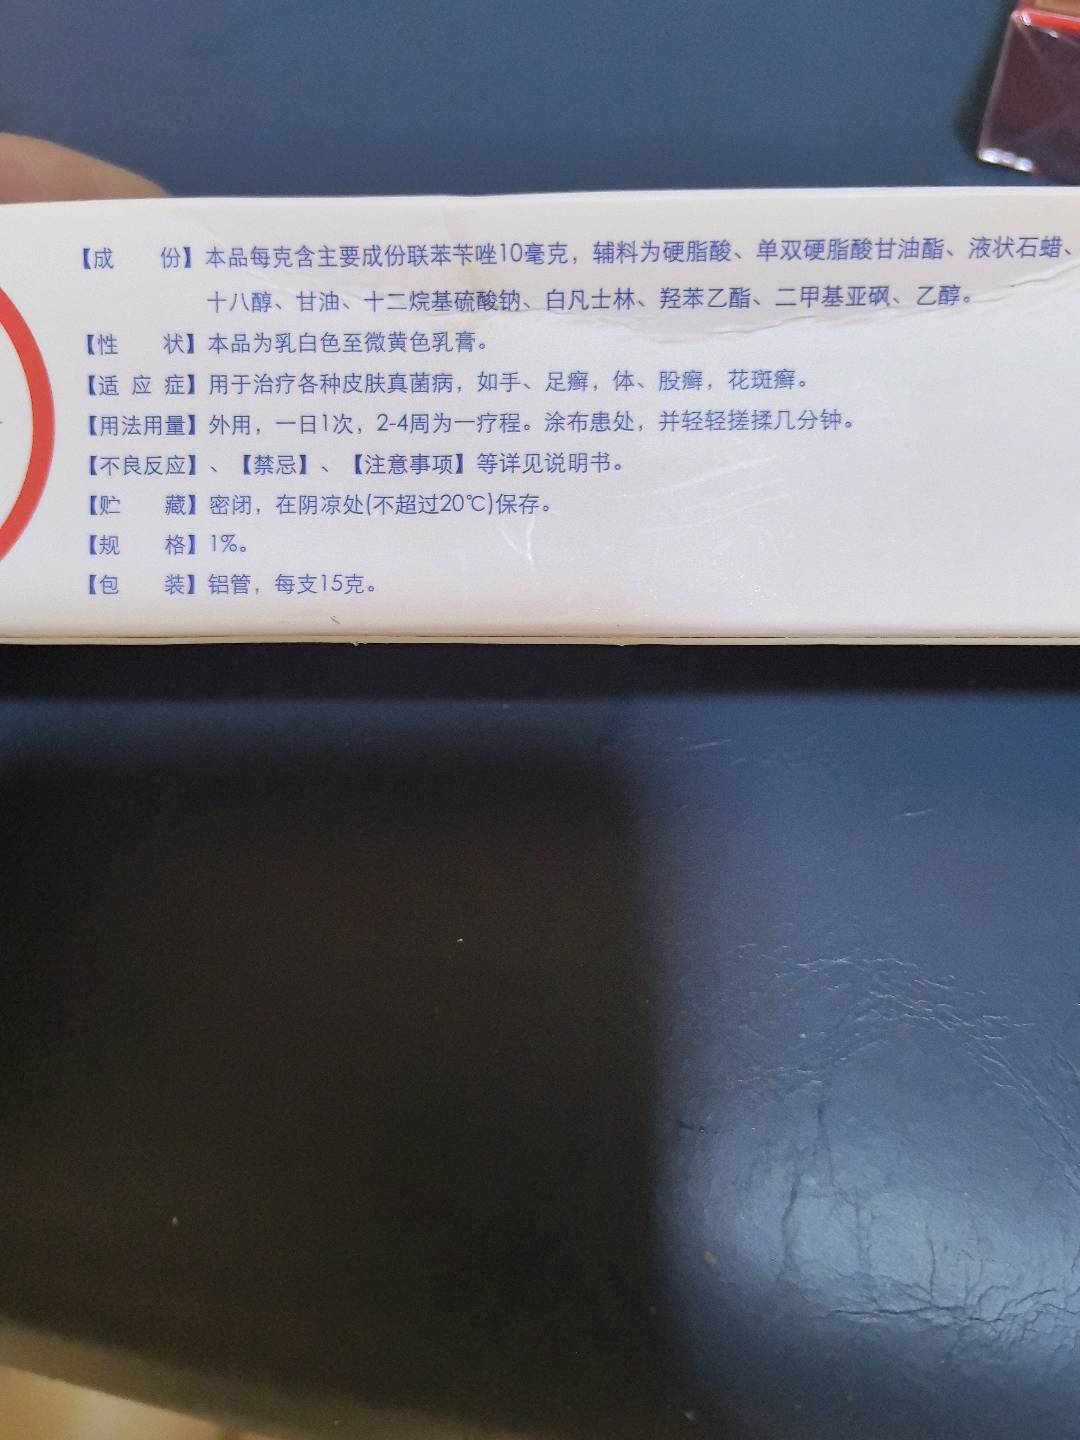 【成　　份】本品每克含主要成份联苯苄唑10毫克，辅料为硬脂酸、单双硬脂酸甘油酯、液状石蜡、
十八醇、甘油、十二烷基硫酸钠、白凡士林、羟苯乙酯、二甲基亚砜、乙醇。
【性　　状】本品为乳白色至微黄色乳膏。
【适 应 症】用于治疗各种皮肤真菌病，如手、足癣，体、股癣，花斑癣。
【用法用量】外用，一日1次，2-4周为一疗程。涂布患处，并轻轻搓揉几分钟。
【不良反应】、【禁忌】、【注意事项】等详见说明书。
【贮　　藏】密闭，在阴凉处(不超过20℃)保存。
【规　　格】1%。
【包　　装】铝管，每支15克。